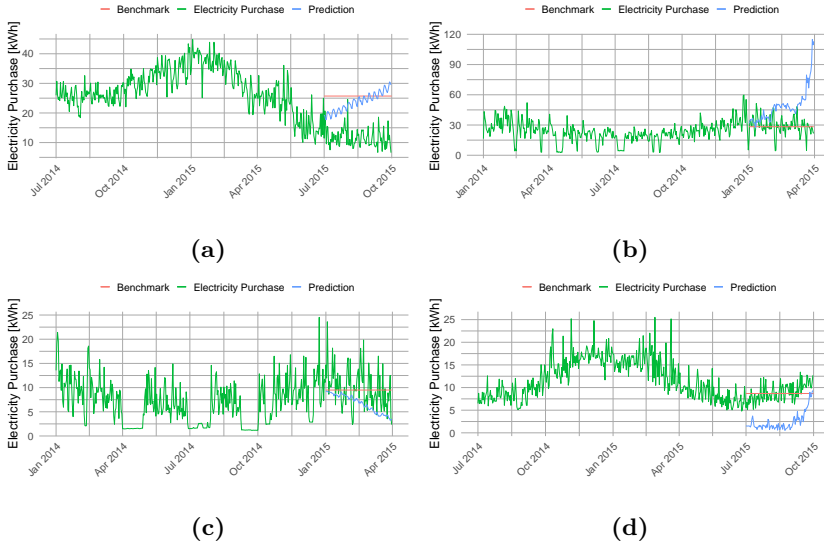 Benchmark Electricity Purchase Prediction
Electricity Purchase [kWh]
40
30
20
10
Jul 2014 Oct 2014 Jan 2015 Apr 2015 Jul 2015 Oct 2015
(a)
Benchmark Electricity Purchase Prediction
Electricity Purchase [kWh]
120
90
60
30
0
Jan 2014 Apr 2014 Jul 2014 Oct 2014 Jan 2015 Apr 2015
(b)
Benchmark Electricity Purchase Prediction
Electricity Purchase [kWh]
25
20
15
10
5
0
Jan 2014 Apr 2014 Jul 2014 Oct 2014 Jan 2015 Apr 2015
(c)
Benchmark Electricity Purchase Prediction
Electricity Purchase [kWh]
25
20
15
10
5
0
Jul 2014 Oct 2014 Jan 2015 Apr 2015 Jul 2015 Oct 2015
(d)